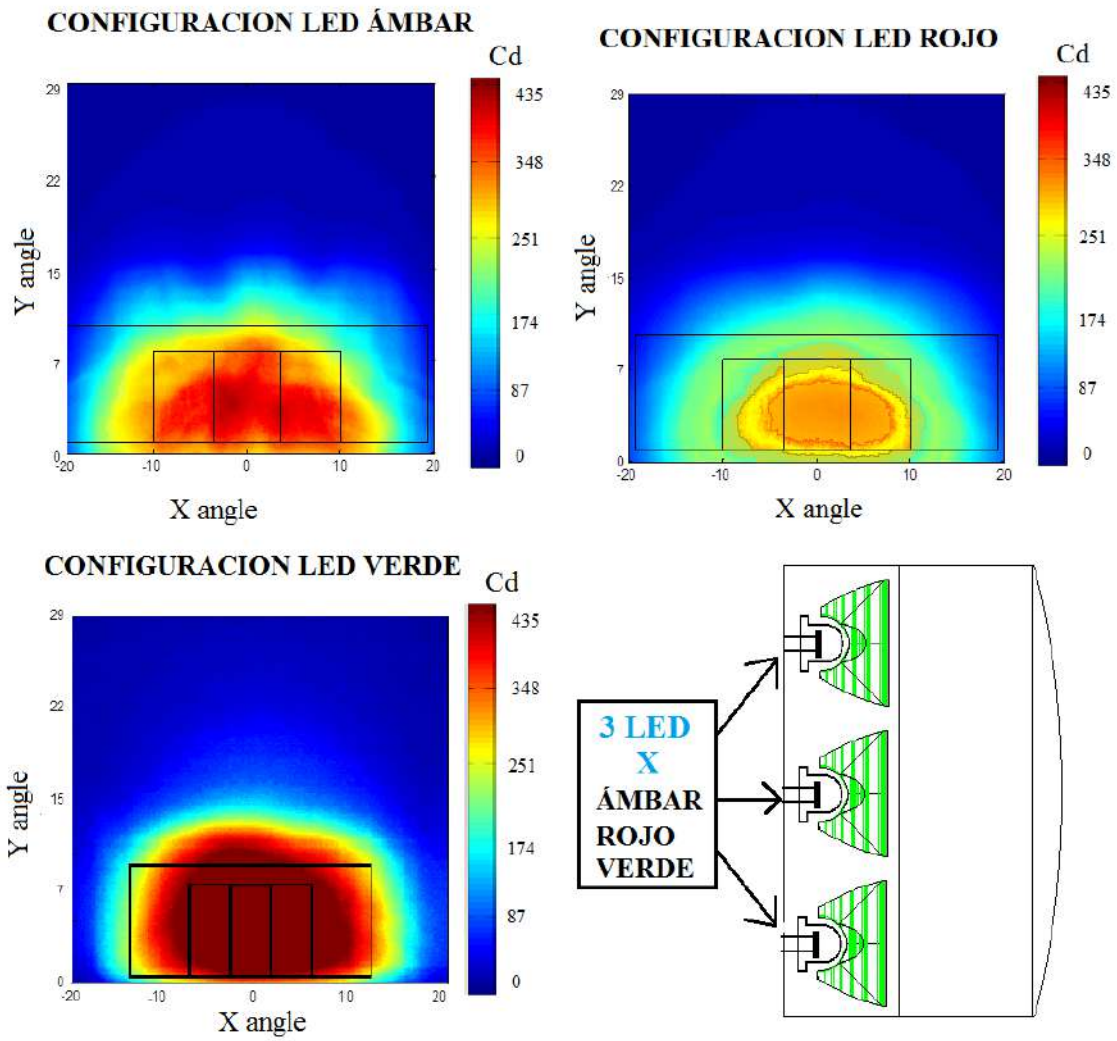 CONFIGURACION LED ÁMBAR
Cd
435
348
251
174
87
0
29
22
15
7
0
Y angle
-20
-10
0
10
20
X angle
CONFIGURACION LED ROJO
Cd
435
348
251
174
87
0
29
22
15
7
0
Y angle
-20
-10
0
10
20
X angle
CONFIGURACION LED VERDE
Cd
435
348
251
174
87
0
29
22
15
7
0
Y angle
-20
-10
0
10
20
X angle
3 LED
X
ÁMBAR
ROJO
VERDE